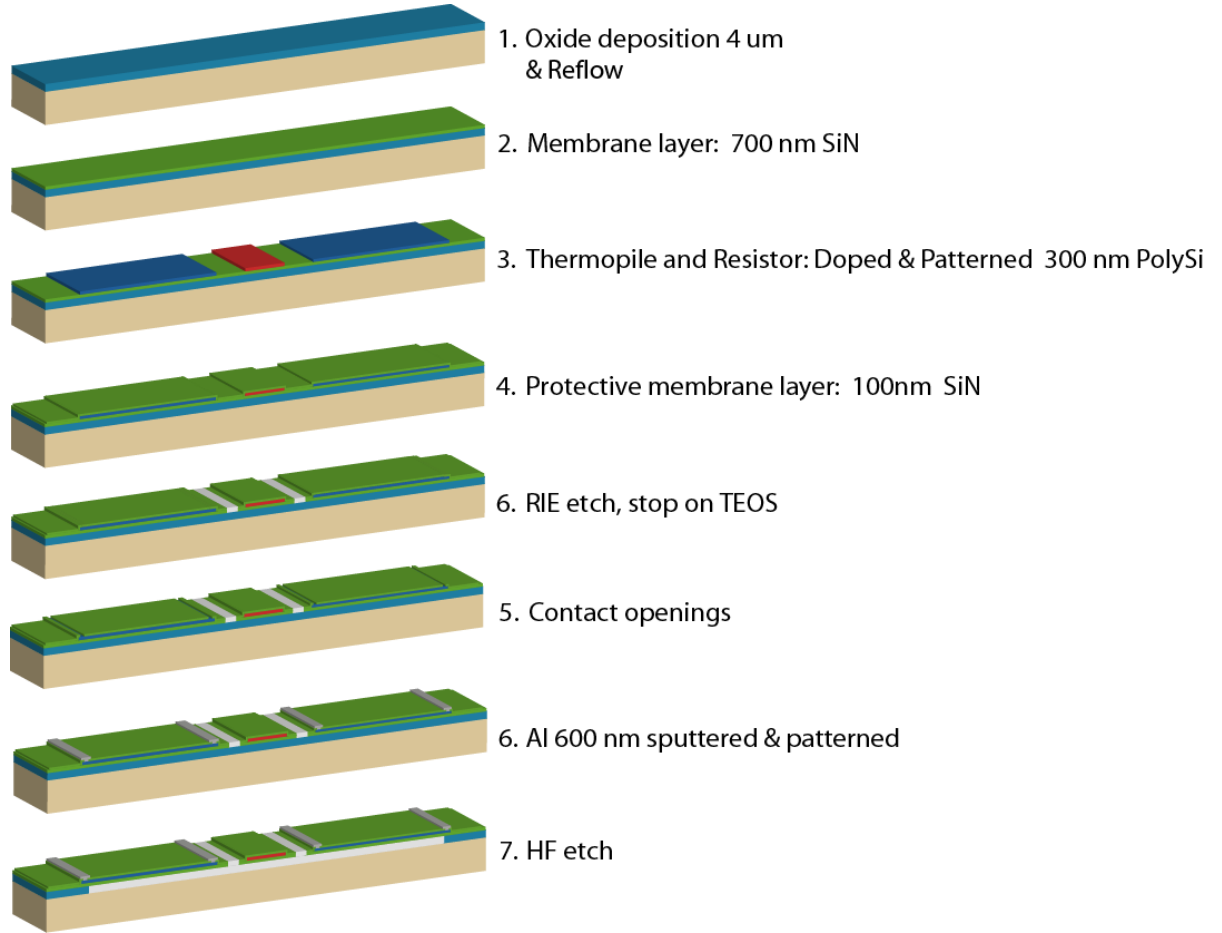 1. Oxide deposition 4 um
& Reflow
2. Membrane layer: 700 nm SiN
3. Thermopile and Resistor: Doped & Patterned 300 nm PolySi
4. Protective membrane layer: 100nm SiN
6. RIE etch, stop on TEOS
5. Contact openings
6. Al 600 nm sputtered & patterned
7. HF etch